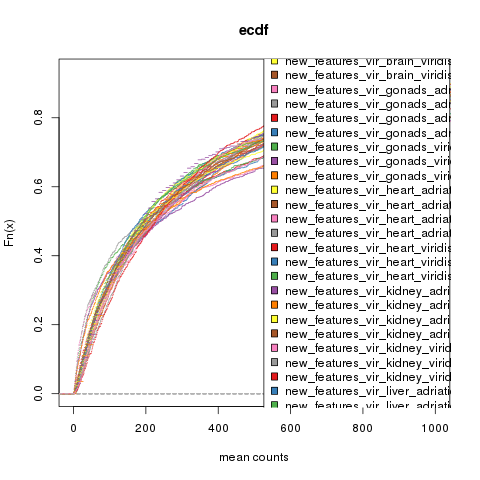 ecdf
Fn(x)
0.8
0.6
0.4
0.2
0.0
0 200 400 600 800 1000
mean counts
new_features_vir_brain_viridis
new_features_vir_brain_viridis
new_features_vir_gonads_adr
new_features_vir_gonads_adr
new_features_vir_gonads_adr
new_features_vir_gonads_adr
new_features_vir_gonads_viri
new_features_vir_gonads_viri
new_features_vir_gonads_viri
new_features_vir_heart_adriat
new_features_vir_heart_adriat
new_features_vir_heart_adriat
new_features_vir_heart_adriat
new_features_vir_heart_viridis
new_features_vir_heart_viridis
new_features_vir_heart_viridis
new_features_vir_kidney_adri
new_features_vir_kidney_adri
new_features_vir_kidney_adri
new_features_vir_kidney_adri
new_features_vir_kidney_virid
new_features_vir_kidney_virid
new_features_vir_kidney_virid
new_features_vir_liver_adriati
new_features_vir_liver_adriati